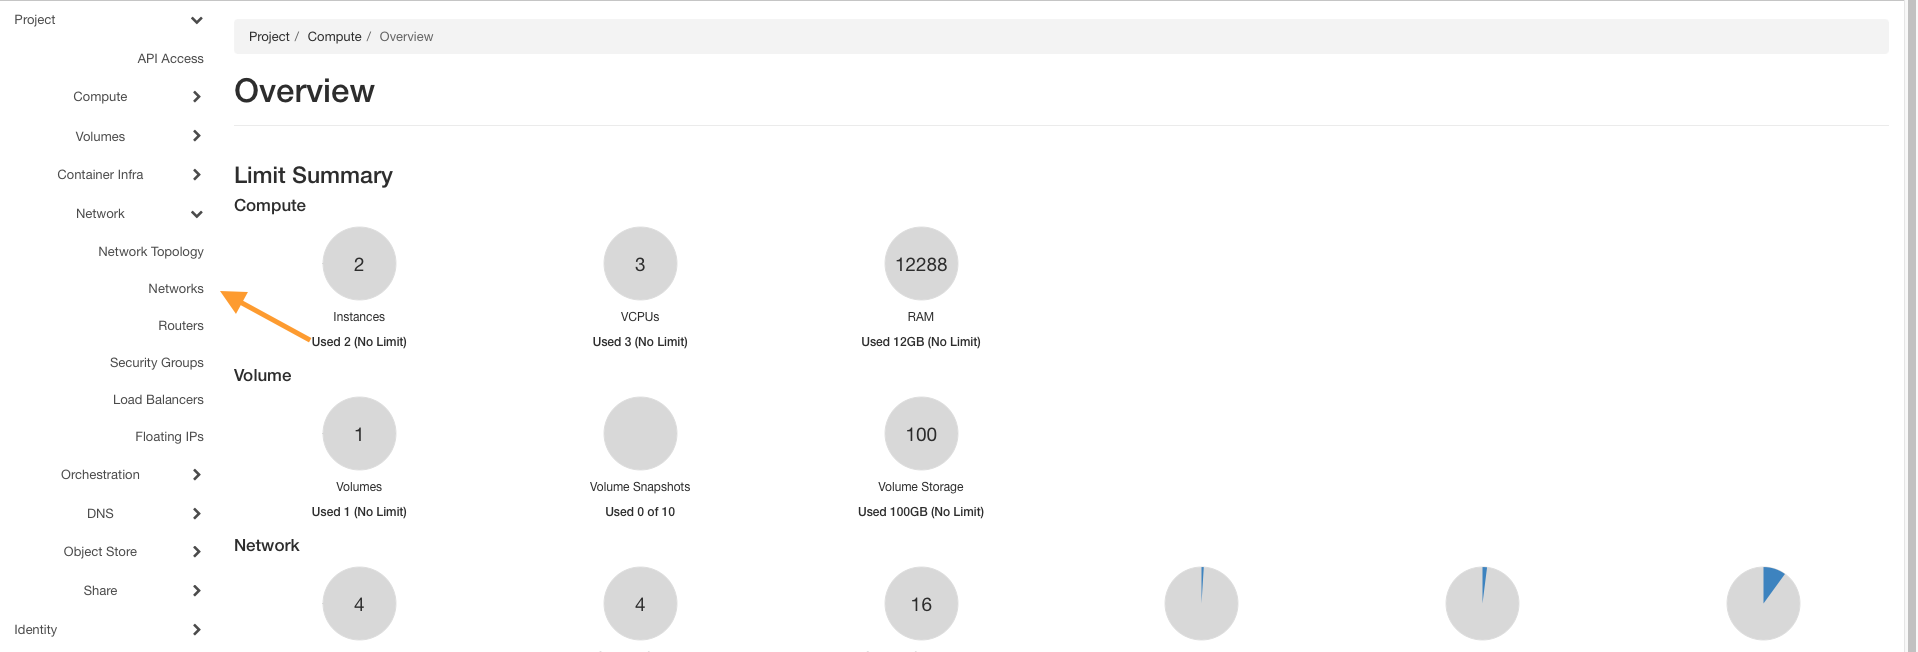 Project
API Access
Compute
Volumes
Container Infra
Network
Network Topology
Networks
Routers
Security Groups
Load Balancers
Floating IPs
Orchestration
DNS
Object Store
Share
Identity
Project / Compute / Overview
Overview
Limit Summary
Compute
2 3 12288
Instances VCPUs RAM
Used 2 (No Limit) Used 3 (No Limit) Used 12GB (No Limit)
Volume
1 100
Volumes Volume Snapshots Volume Storage
Used 1 (No Limit) Used 0 of 10 Used 100GB (No Limit)
Network
4 4 16